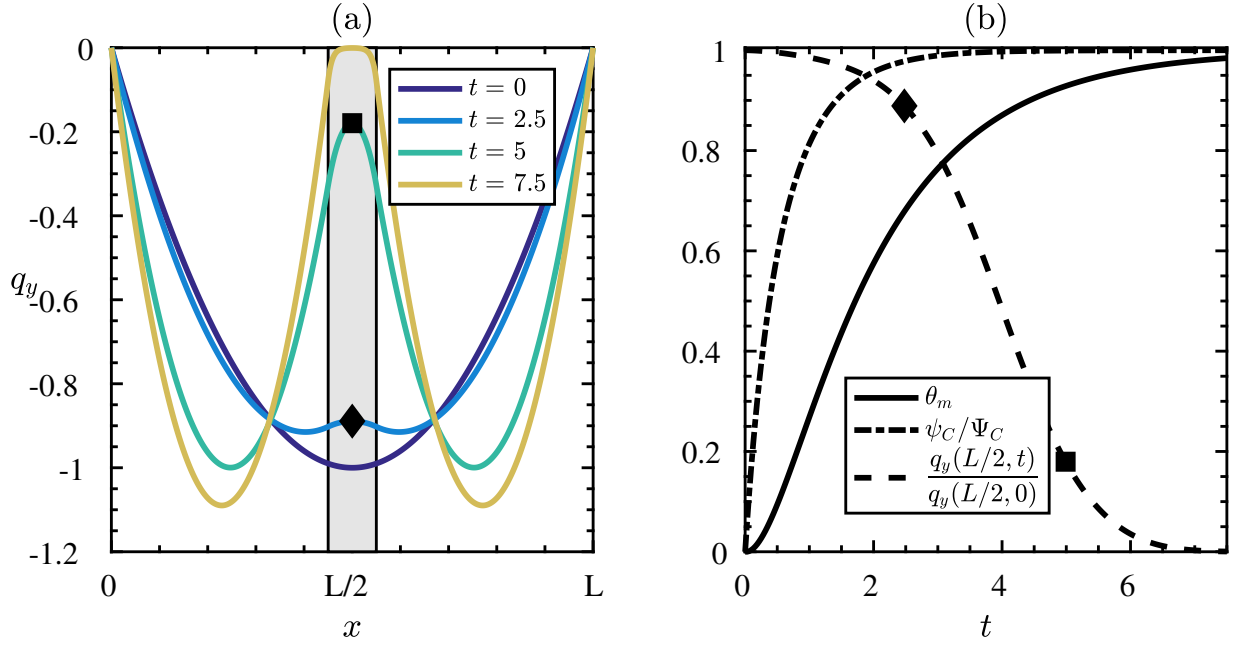 (a)
0
-0.2
-0.4
-0.6
-0.8
-1
-1.2
q_y
0
L/2
L
x
t = 0
t = 2.5
t = 5
t = 7.5
(b)
1
0.8
0.6
0.4
0.2
0
0
2
4
6
t
θ_m
ψ_C/Ψ_C
q_y(L/2, t)
q_y(L/2, 0)